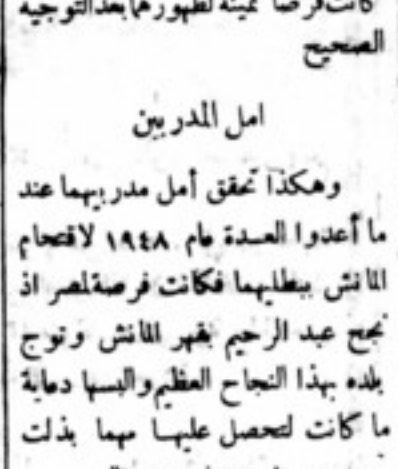 كانت فرصا ثمينة لظهورهما بعد التوجيه
الصحيح
امل المدربين
وهكذا تحقق أمل مدربيهما عند
ما أعدوا العدة عام ١٩٤٨ لاقتحام
المانش ببطليهما فكانت فرصة لمصر اذ
نجح عبد الرحيم بقهر المانش وتوج
بلده بهذا النجاح العظيم والبسها دعاية
ما كانت لتحصل عليها مهما بذلت